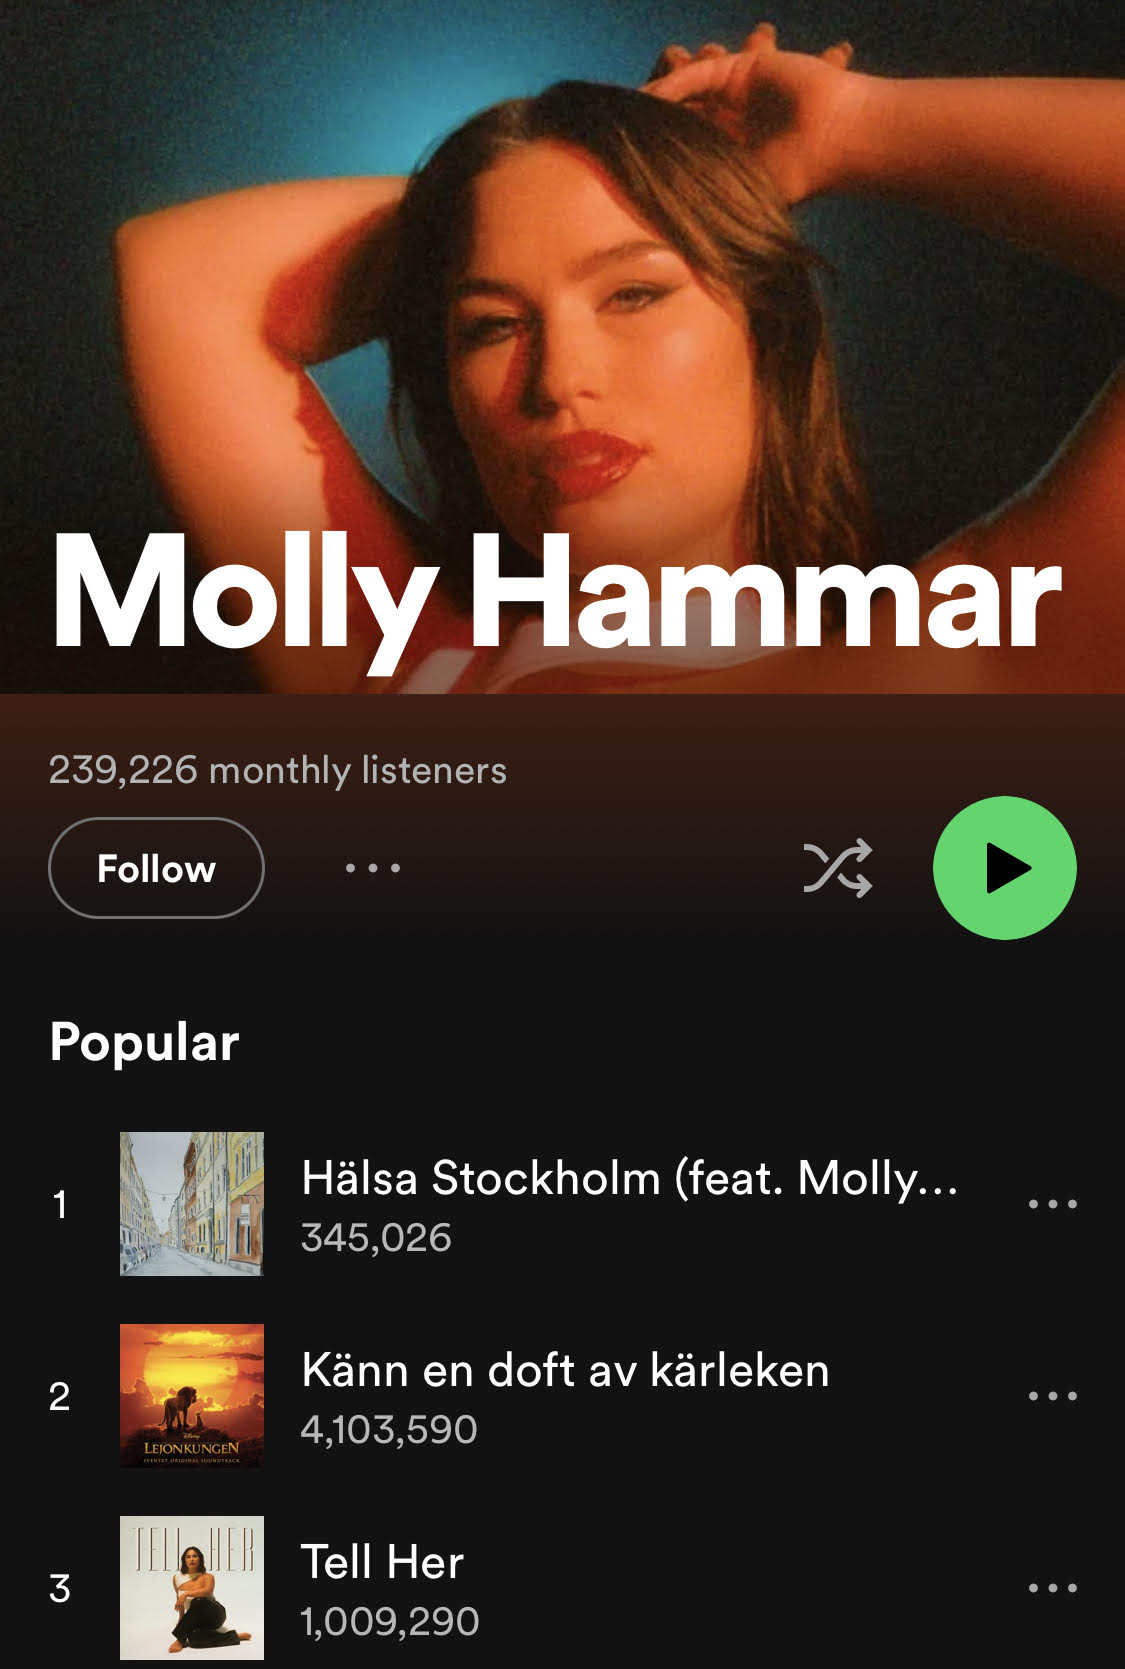 Molly Hammar
239,226 monthly listeners
Follow
Popular
1
Hälsa Stockholm (feat. Molly...
345,026
2
Disney
LEJONKUNGEN
SVENSKT ORIGINAL SOUNDTRACK
Känn en doft av kärleken
4,103,590
3
TELL HER
Tell Her
1,009,290